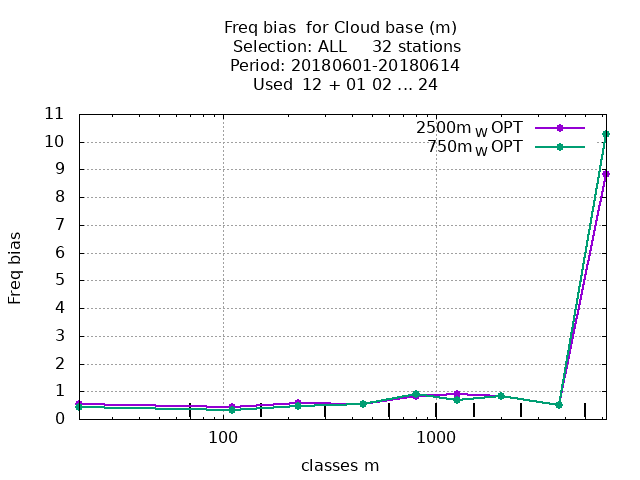 Freq bias  for Cloud base (m)
Selection: ALL     32 stations
Period: 20180601-20180614
Used  12 + 01 02 ... 24
2500m W OPT
750m W OPT
11
10
9
8
7
6
5
4
3
2
1
0
Freq bias
100
1000
classes m